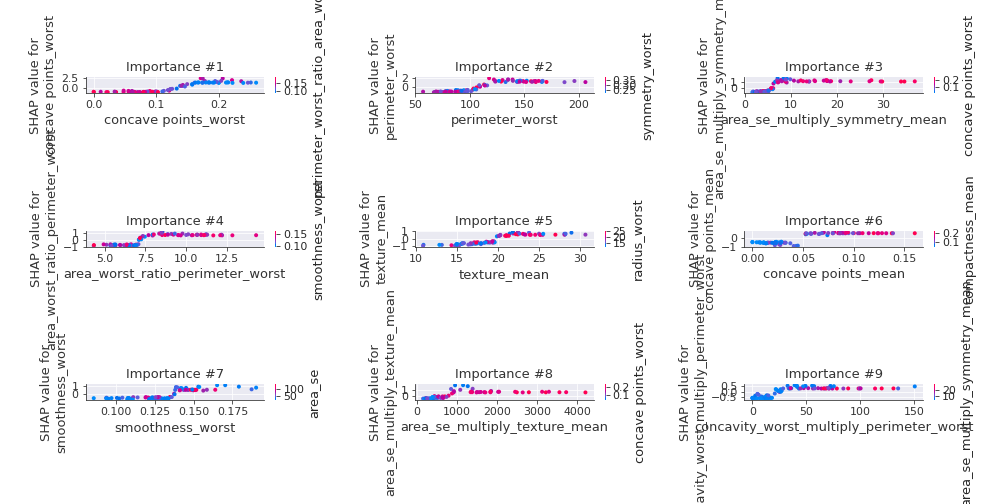 Importance #1
SHAP value for
concave points_worst
2.5
0.0
0.0
0.1
0.2
concave points_worst
0.15
0.10
perimeter_worst_ratio_area_wo
Importance #2
SHAP value for
perimeter_worst
2
0
50
100
150
200
perimeter_worst
0.35
0.30
0.25
symmetry_worst
Importance #3
SHAP value for
area_se_multiply_symmetry_m
1
0
0
10
20
30
area_se_multiply_symmetry_mean
0.2
0.1
concave points_worst
Importance #4
SHAP value for
area_worst_ratio_perimeter_worst
1
0
−1
5.0
7.5
10.0
12.5
area_worst_ratio_perimeter_worst
0.15
0.10
smoothness_worst
Importance #5
SHAP value for
texture_mean
1
0
10
15
20
25
30
texture_mean
25
20
15
radius_worst
Importance #6
SHAP value for
concave points_mean
0
−1
0.00
0.05
0.10
0.15
concave points_mean
0.2
0.1
compactness_mean
Importance #7
SHAP value for
smoothness_worst
1
0
0.100
0.125
0.150
0.175
smoothness_worst
100
50
area_se
Importance #8
SHAP value for
area_se_multiply_texture_mean
1
0
0
1000
2000
3000
4000
area_se_multiply_texture_mean
0.2
0.1
concave points_worst
Importance #9
SHAP value for
cavity_worst_multiply_perimeter_worst
0.5
0.0
−0.5
0
50
100
150
oncavity_worst_multiply_perimeter_worst
20
10
area_se_multiply_symmetry_mean